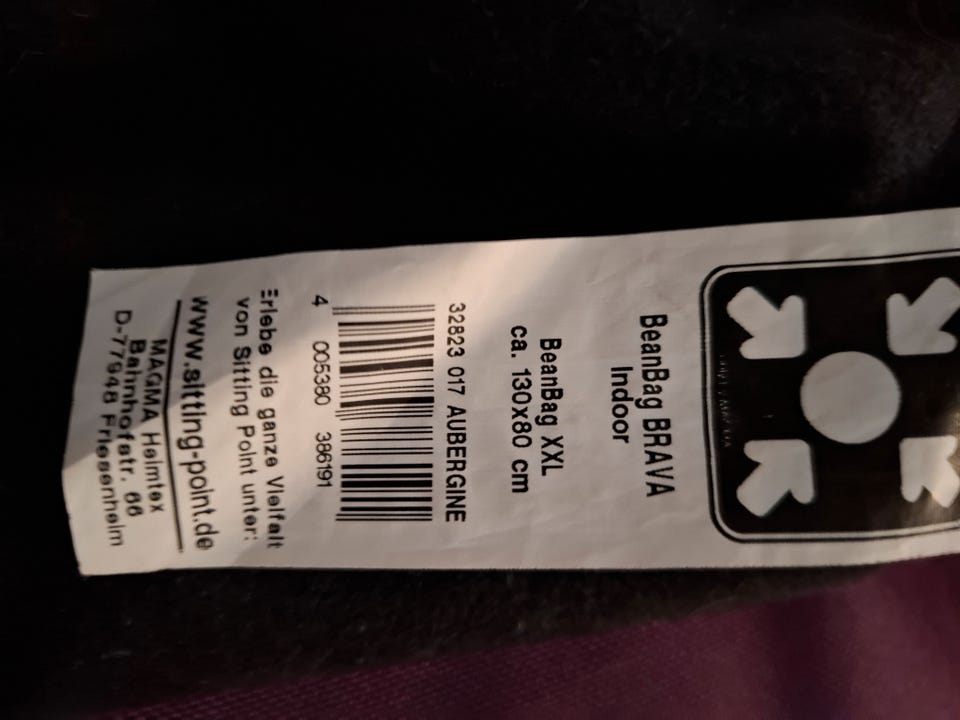 BeanBag BRAVA
Indoor
BeanBag XXL
ca. 130x80 cm
32823 017 AUBERGINE
4 005380 386191
Erlebe die ganze Vielfalt
von Sitting Point unter:
www.sitting-point.de
MAGMA Heimtex
Bahnhofstr. 66
D-77948 Friesenheim